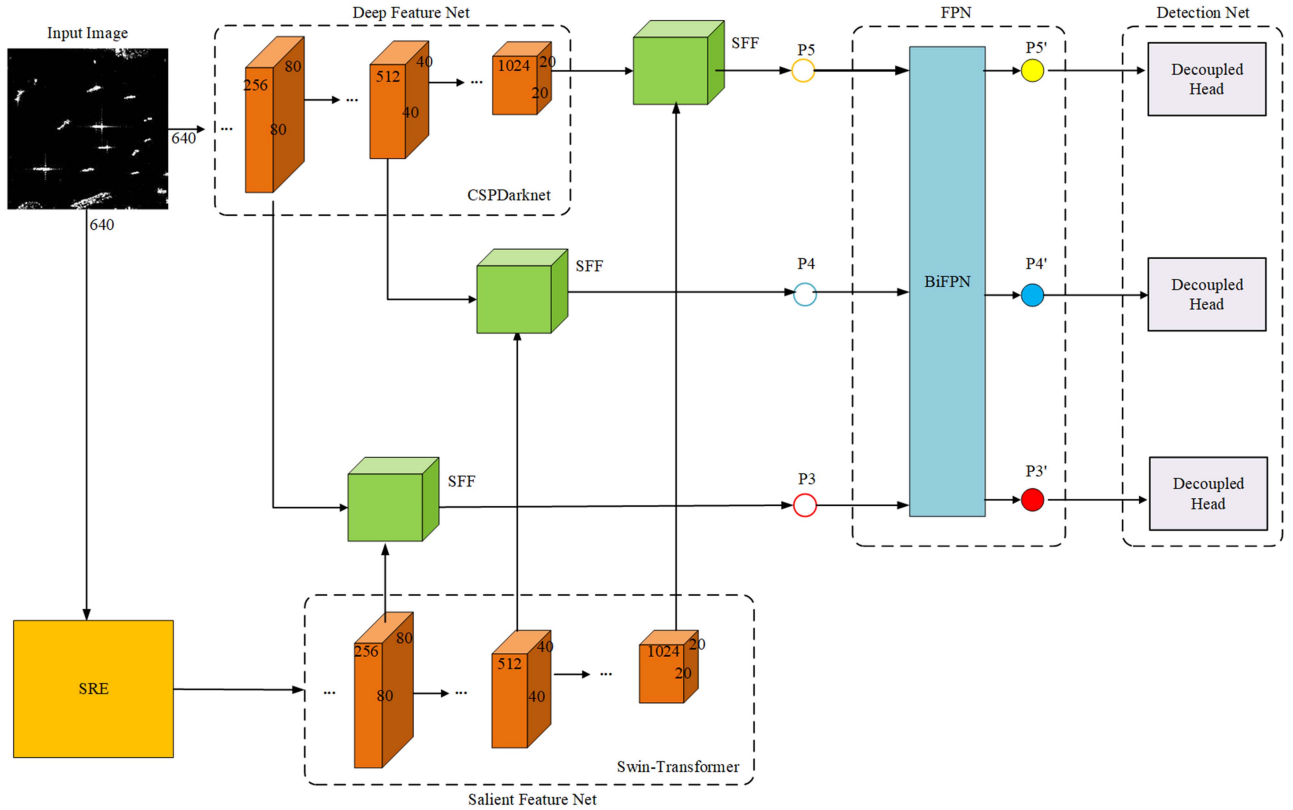 Input Image
640
640
Deep Feature Net
...
256
80
80
...
512
40
40
...
1024
20
20
CSPDarknet
SFF
P5
FPN
P5'
Detection Net
Decoupled
Head
SFF
P4
BiFPN
P4'
Decoupled
Head
SFF
P3
P3'
Decoupled
Head
SRE
...
256
80
80
...
512
40
40
...
1024
20
20
Swin-Transformer
Salient Feature Net